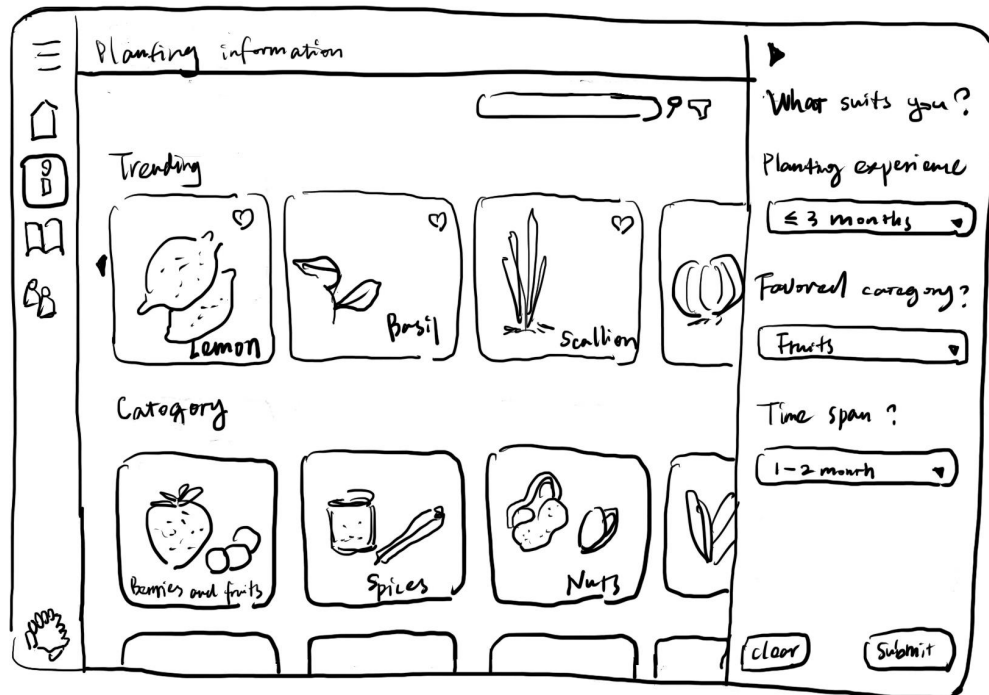 Planting information
Trending
Lemon
Basil
Scallion
Catogory
Berries and fruits
Spices
Nuts
What suits you?
Planting experience
≤ 3 months
Favored category?
Fruits
Time span ?
1-2 month
clear
Submit